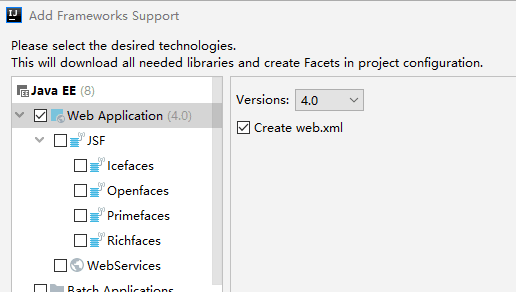 IJ Add Frameworks Support
Please select the desired technologies.
This will download all needed libraries and create Facets in project configuration.
Java EE (8)
Web Application (4.0)
JSF
Icefaces
Openfaces
Primefaces
Richfaces
WebServices
Batch Applications
Versions: 4.0
Create web.xml